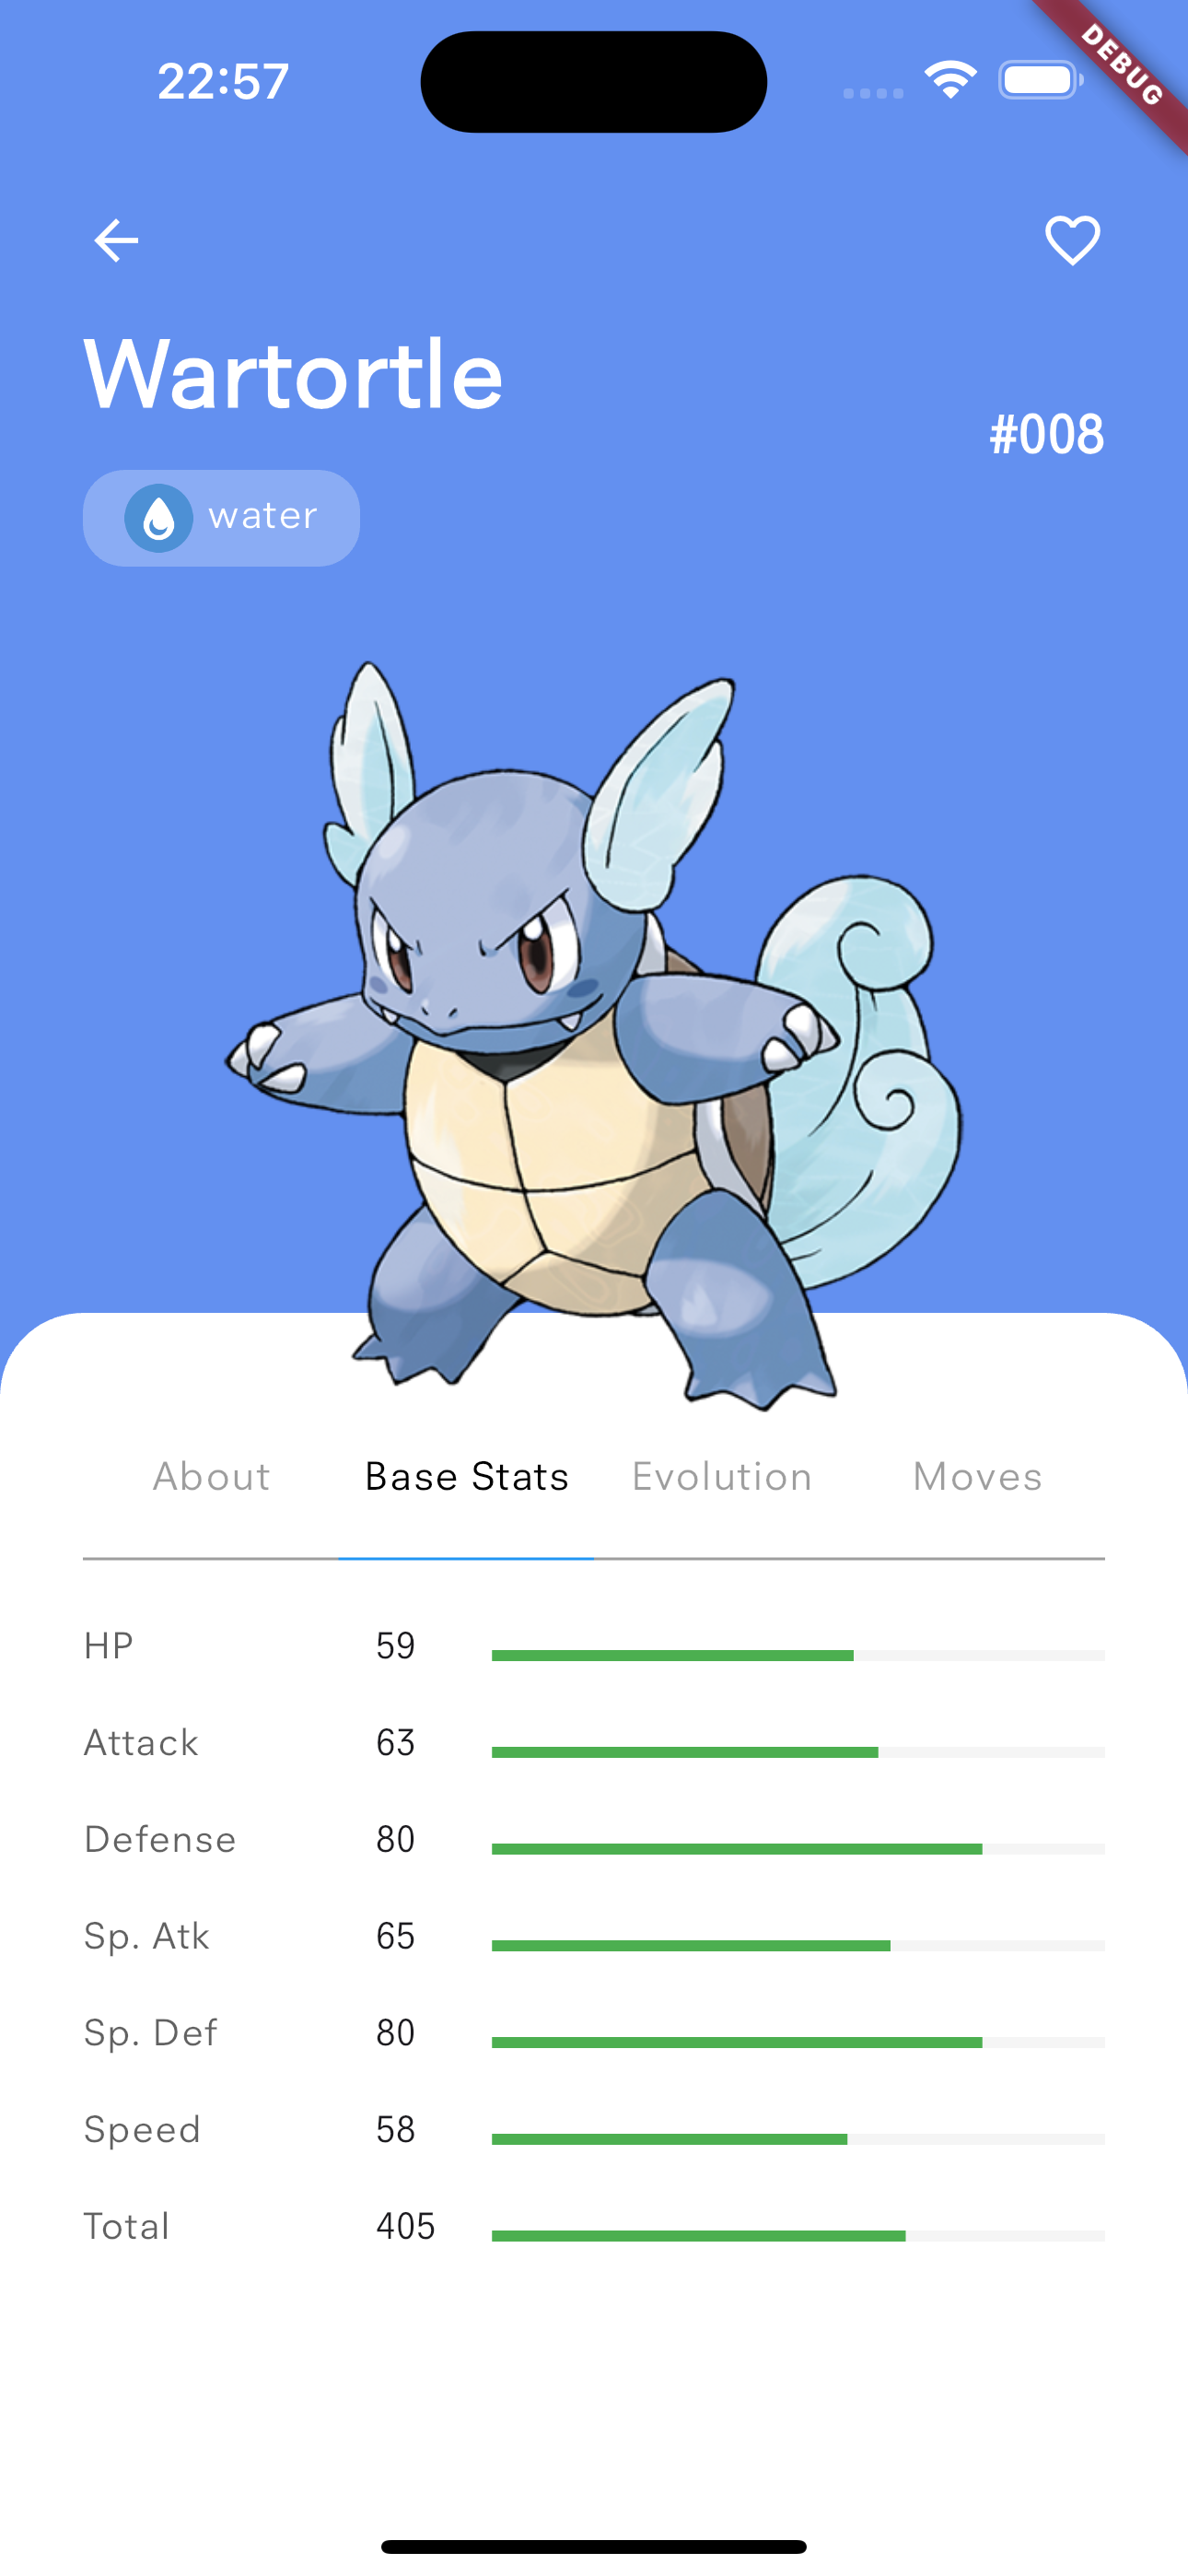 22:57
DEBUG
Wartortle
#008
water
About Base Stats Evolution Moves
HP 59
Attack 63
Defense 80
Sp. Atk 65
Sp. Def 80
Speed 58
Total 405